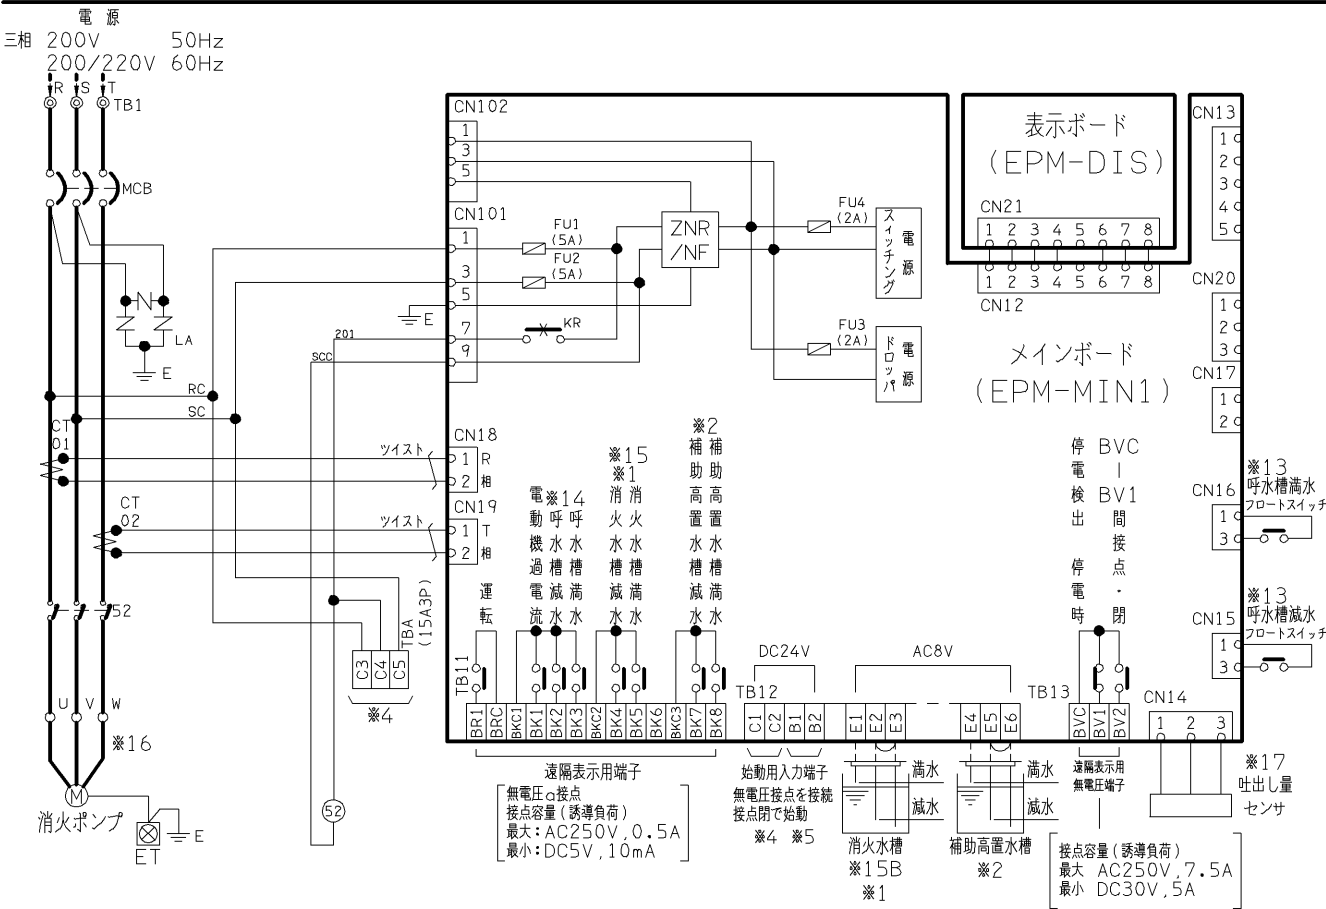 電 源
三相 200V 50Hz
200/220V 60Hz
R S T
TB1
MCB
LA
E
RC
SC
CT
01
CT
02
52
U V W
※16
M
消火ポンプ
ET
E
201
SCC
52
ツイスト
ツイスト
TBA
(15A3P)
C3 C4 C5
※4
CN102
1
3
5
CN101
1
3
5
7
9
E
FU1
(5A)
FU2
(5A)
KR
ZNR
/NF
FU4
(2A)
スイッチング
電源
FU3
(2A)
ドロッパ
電源
表示ボード
(EPM-DIS)
CN21
1 2 3 4 5 6 7 8
1 2 3 4 5 6 7 8
CN12
メインボード
(EPM-MIN1)
CN13
1
2
3
4
5
CN20
1
2
3
CN17
1
2
CN16
1
3
※13
呼水槽満水
フロートスイッチ
CN15
1
3
※13
呼水槽減水
フロートスイッチ
CN14
1 2 3
※17
吐出し量
センサ
CN18
1 R
2 相
CN19
1 T
2 相
運転
電動機過電流
※14
呼水槽減水
呼水槽満水
※15
※1
消火水槽減水
消火水槽満水
※2
補助高置水槽減水
補助高置水槽満水
停電検出 停電時
BVC－BV1間接点・閉
TB11
BR1 BRC BKC1 BK1 BK2 BK3 BKC2 BK4 BK5 BK6 BKC3 BK7 BK8
遠隔表示用端子
無電圧a接点
接点容量(誘導負荷)
最大:AC250V,0.5A
最小:DC5V,10mA
DC24V
TB12
C1 C2 B1 B2
始動用入力端子
無電圧接点を接続
接点閉で始動
※4 ※5
AC8V
E1 E2 E3
E4 E5 E6
満水
減水
消火水槽
※15B
※1
満水
減水
補助高置水槽
※2
TB13
BVC BV1 BV2
遠隔表示用
無電圧端子
接点容量(誘導負荷)
最大 AC250V,7.5A
最小 DC30V,5A